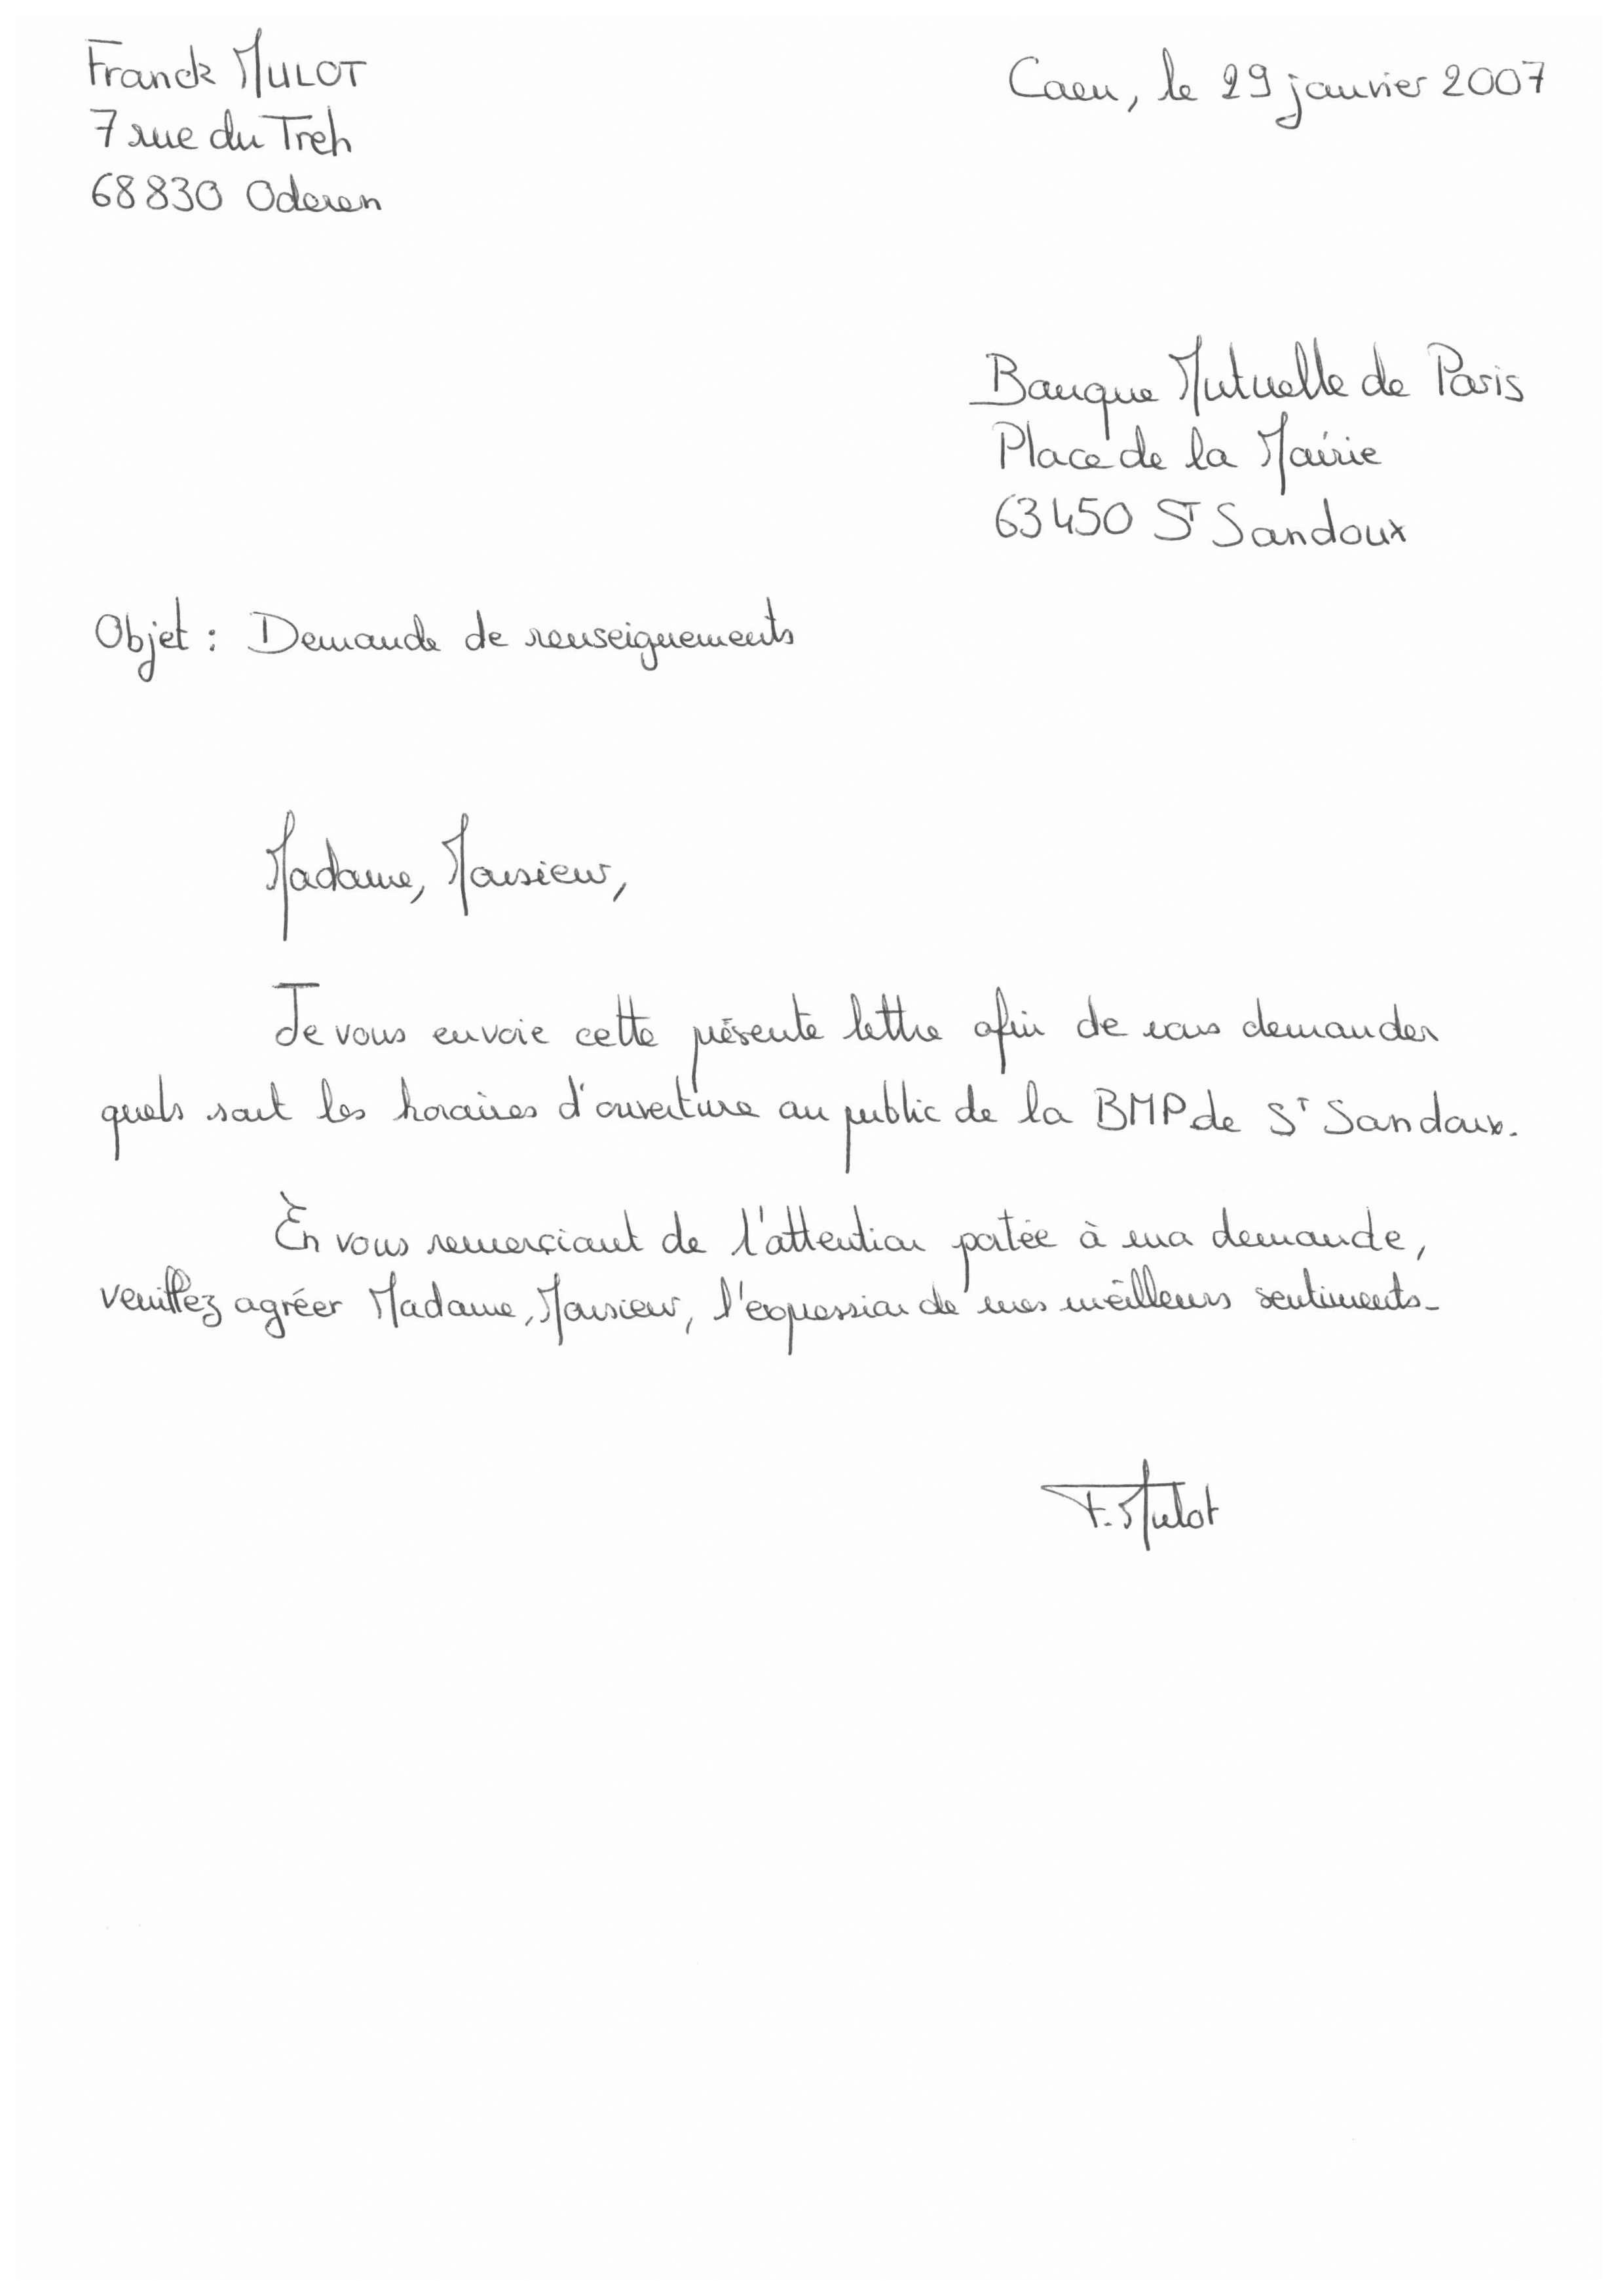 Franck MULOT
7 rue du Treh
68830 Oderen
Caen, le 29 janvier 2007
Banque Mutuelle de Paris
Place de la Mairie
63450 ST Sandoux
Objet : Demande de renseignements
Madame, Monsieur,
Je vous envoie cette présente lettre afin de vous demander
quels sont les horaires d'ouverture au public de la BMP de ST Sandoux.
En vous remerçiant de l'attention portée à ma demande,
veuillez agréer Madame, Monsieur, l'expression de mes meilleurs sentiments.
F. Mulot